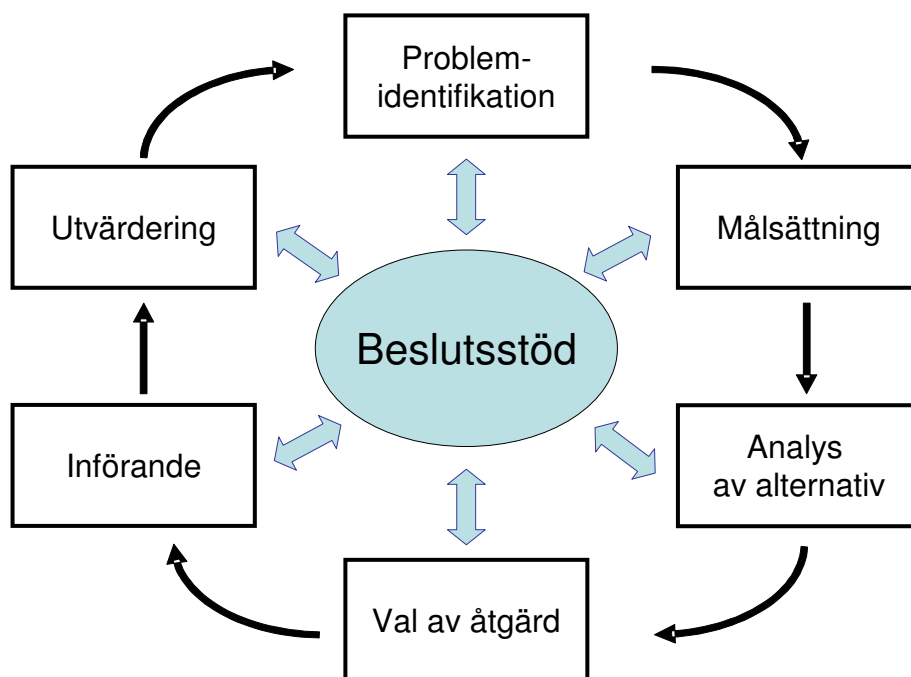 Problem-
identifikation
Utvärdering
Målsättning
Beslutsstöd
Införande
Analys
av alternativ
Val av åtgärd